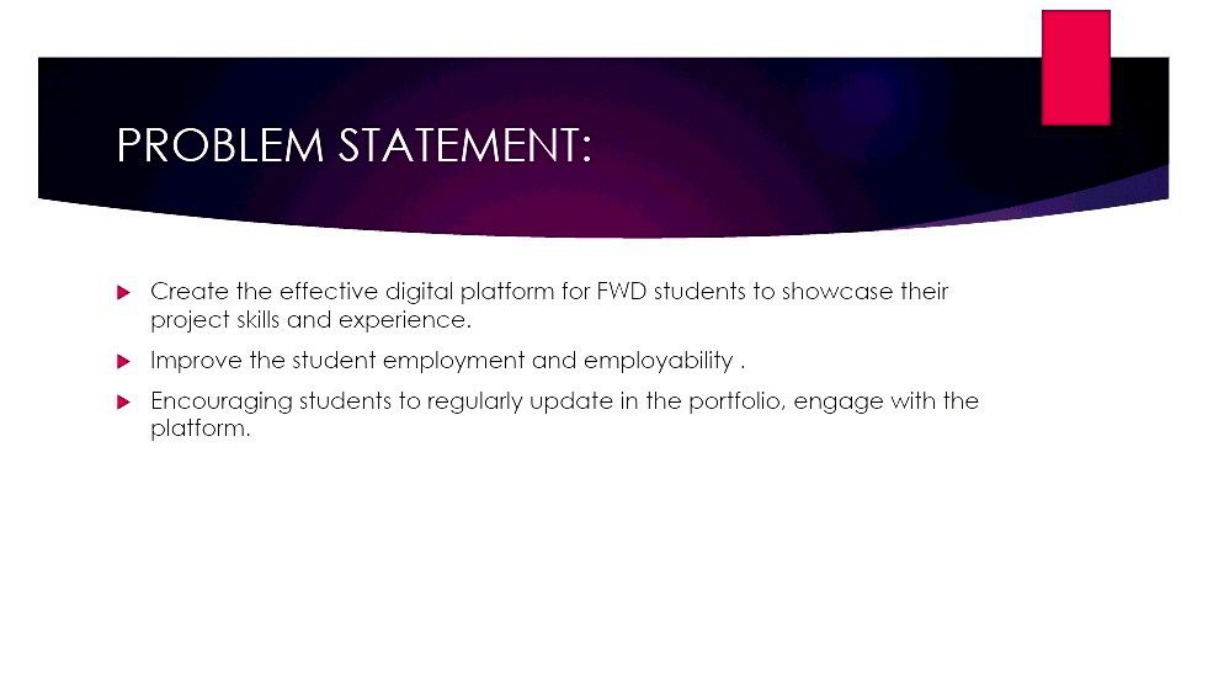 PROBLEM STATEMENT:
Create the effective digital platform for FWD students to showcase their
project skills and experience.
Improve the student employment and employability .
Encouraging students to regularly update in the portfolio, engage with the
platform.